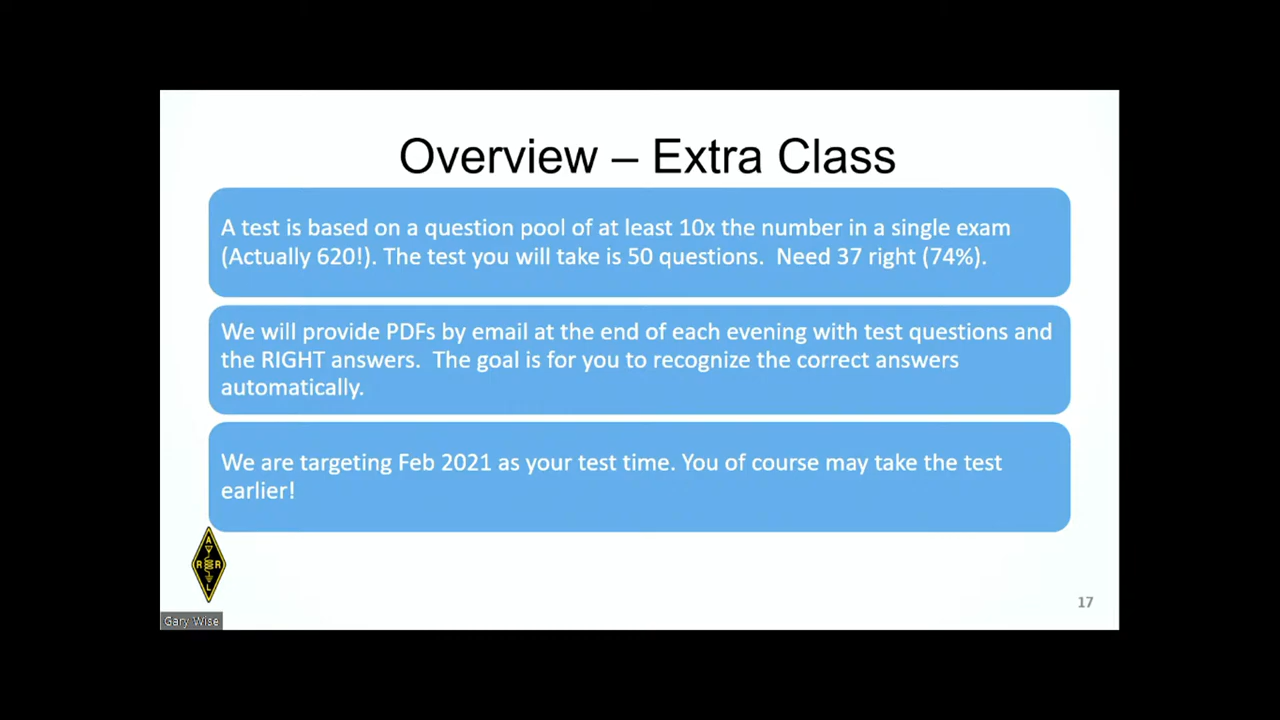 Overview – Extra Class
A test is based on a question pool of at least 10x the number in a single exam
(Actually 620!). The test you will take is 50 questions.  Need 37 right (74%).
We will provide PDFs by email at the end of each evening with test questions and
the RIGHT answers.  The goal is for you to recognize the correct answers
automatically.
We are targeting Feb 2021 as your test time. You of course may take the test
earlier!
A
R R
L
17
Gary Wise